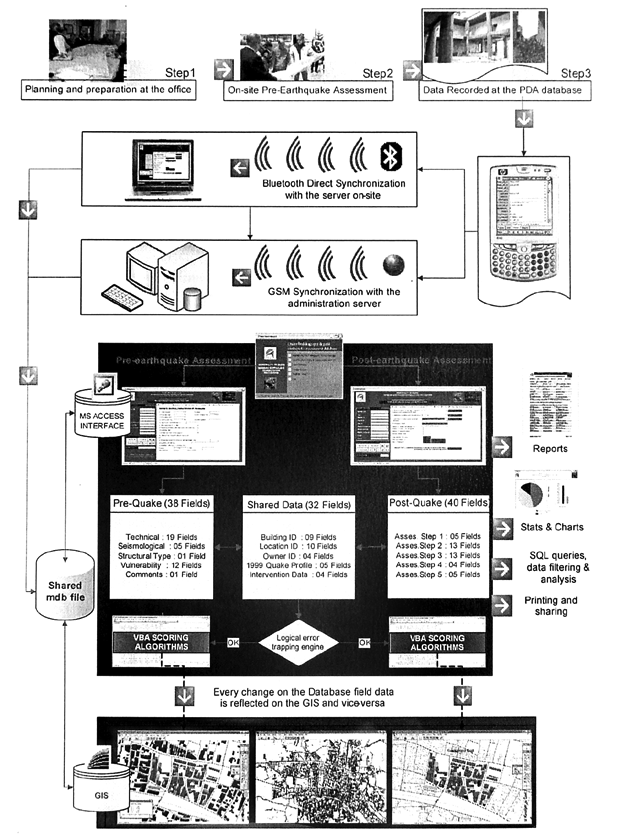 Step1
Planning and preparation at the office
Step2
On-site Pre-Earthquake Assessment
Step3
Data Recorded at the PDA database
Bluetooth Direct Synchronization
with the server on-site
GSM Synchronization with the
administration server
Pre-earthquake Assessment
Post-earthquake Assessment
MS ACCESS
INTERFACE
Reports
Pre-Quake (38 Fields)
Technical : 19 Fields
Seismological : 05 Fields
Structural Type : 01 Field
Vulnerability : 12 Fields
Comments : 01 Field
Shared Data (32 Fields)
Building ID : 09 Fields
Location ID : 10 Fields
Owner ID : 04 Fields
1999 Quake Profile : 05 Fields
Intervention Data : 04 Fields
Post-Quake (40 Fields)
Asses Step 1 : 05 Fields
Asses.Step 2 : 13 Fields
Asses.Step 3 : 13 Fields
Asses.Step 4 : 04 Fields
Asses.Step 5 : 05 Fields
Stats & Charts
SQL queries,
data filtering &
analysis
Printing and
sharing
Shared
mdb file
VBA SCORING
ALGORITHMS
OK
Logical error
trapping engine
OK
VBA SCORING
ALGORITHMS
Every change on the Database field data
is reflected on the GIS and vice-versa
GIS